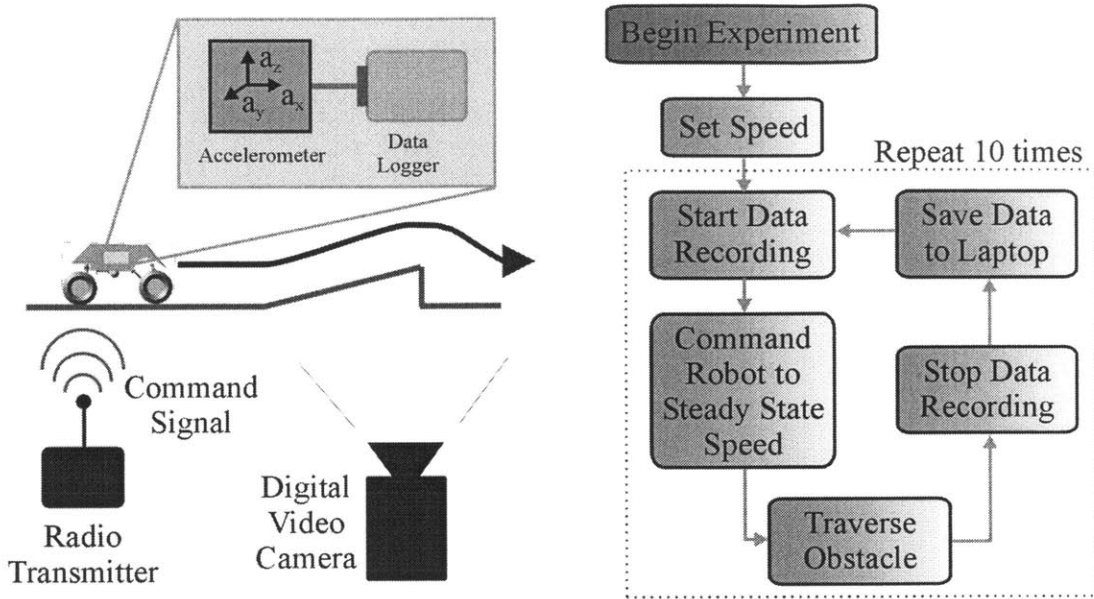 a_z
a_y
a_x
Accelerometer
Data
Logger
Command
Signal
Radio
Transmitter
Digital
Video
Camera
Begin Experiment
Set Speed
Repeat 10 times
Start Data
Recording
Save Data
to Laptop
Command
Robot to
Steady State
Speed
Stop Data
Recording
Traverse
Obstacle